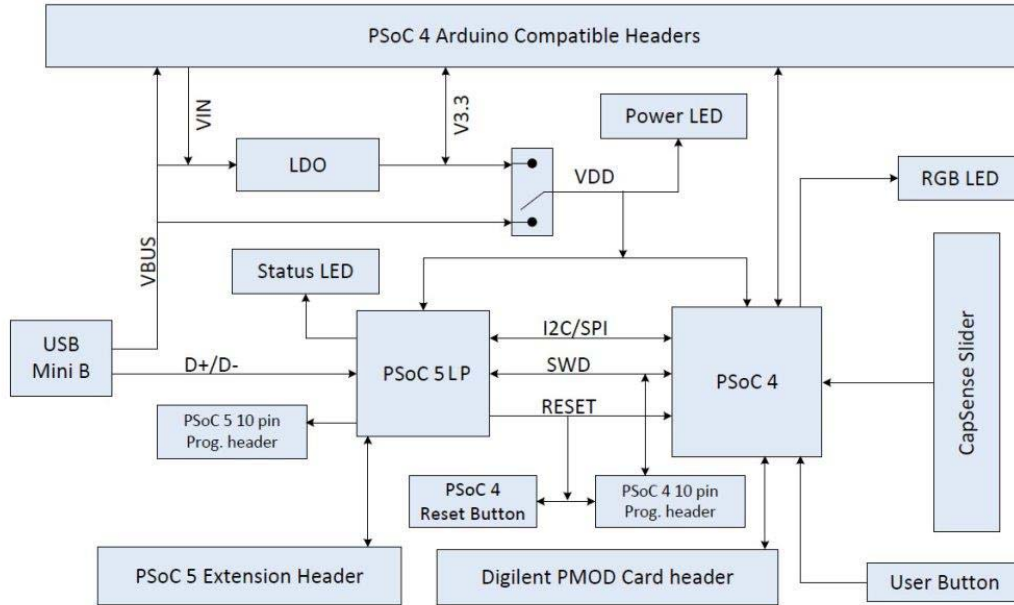 PSoC 4 Arduino Compatible Headers
VIN
V3.3
Power LED
LDO
VDD
RGB LED
VBUS
Status LED
USB
Mini B
D+/D-
PSoC 5 LP
I2C/SPI
SWD
RESET
PSoC 4
CapSense Slider
PSoC 5 10 pin
Prog. header
PSoC 4
Reset Button
PSoC 4 10 pin
Prog. header
PSoC 5 Extension Header
Digilent PMOD Card header
User Button